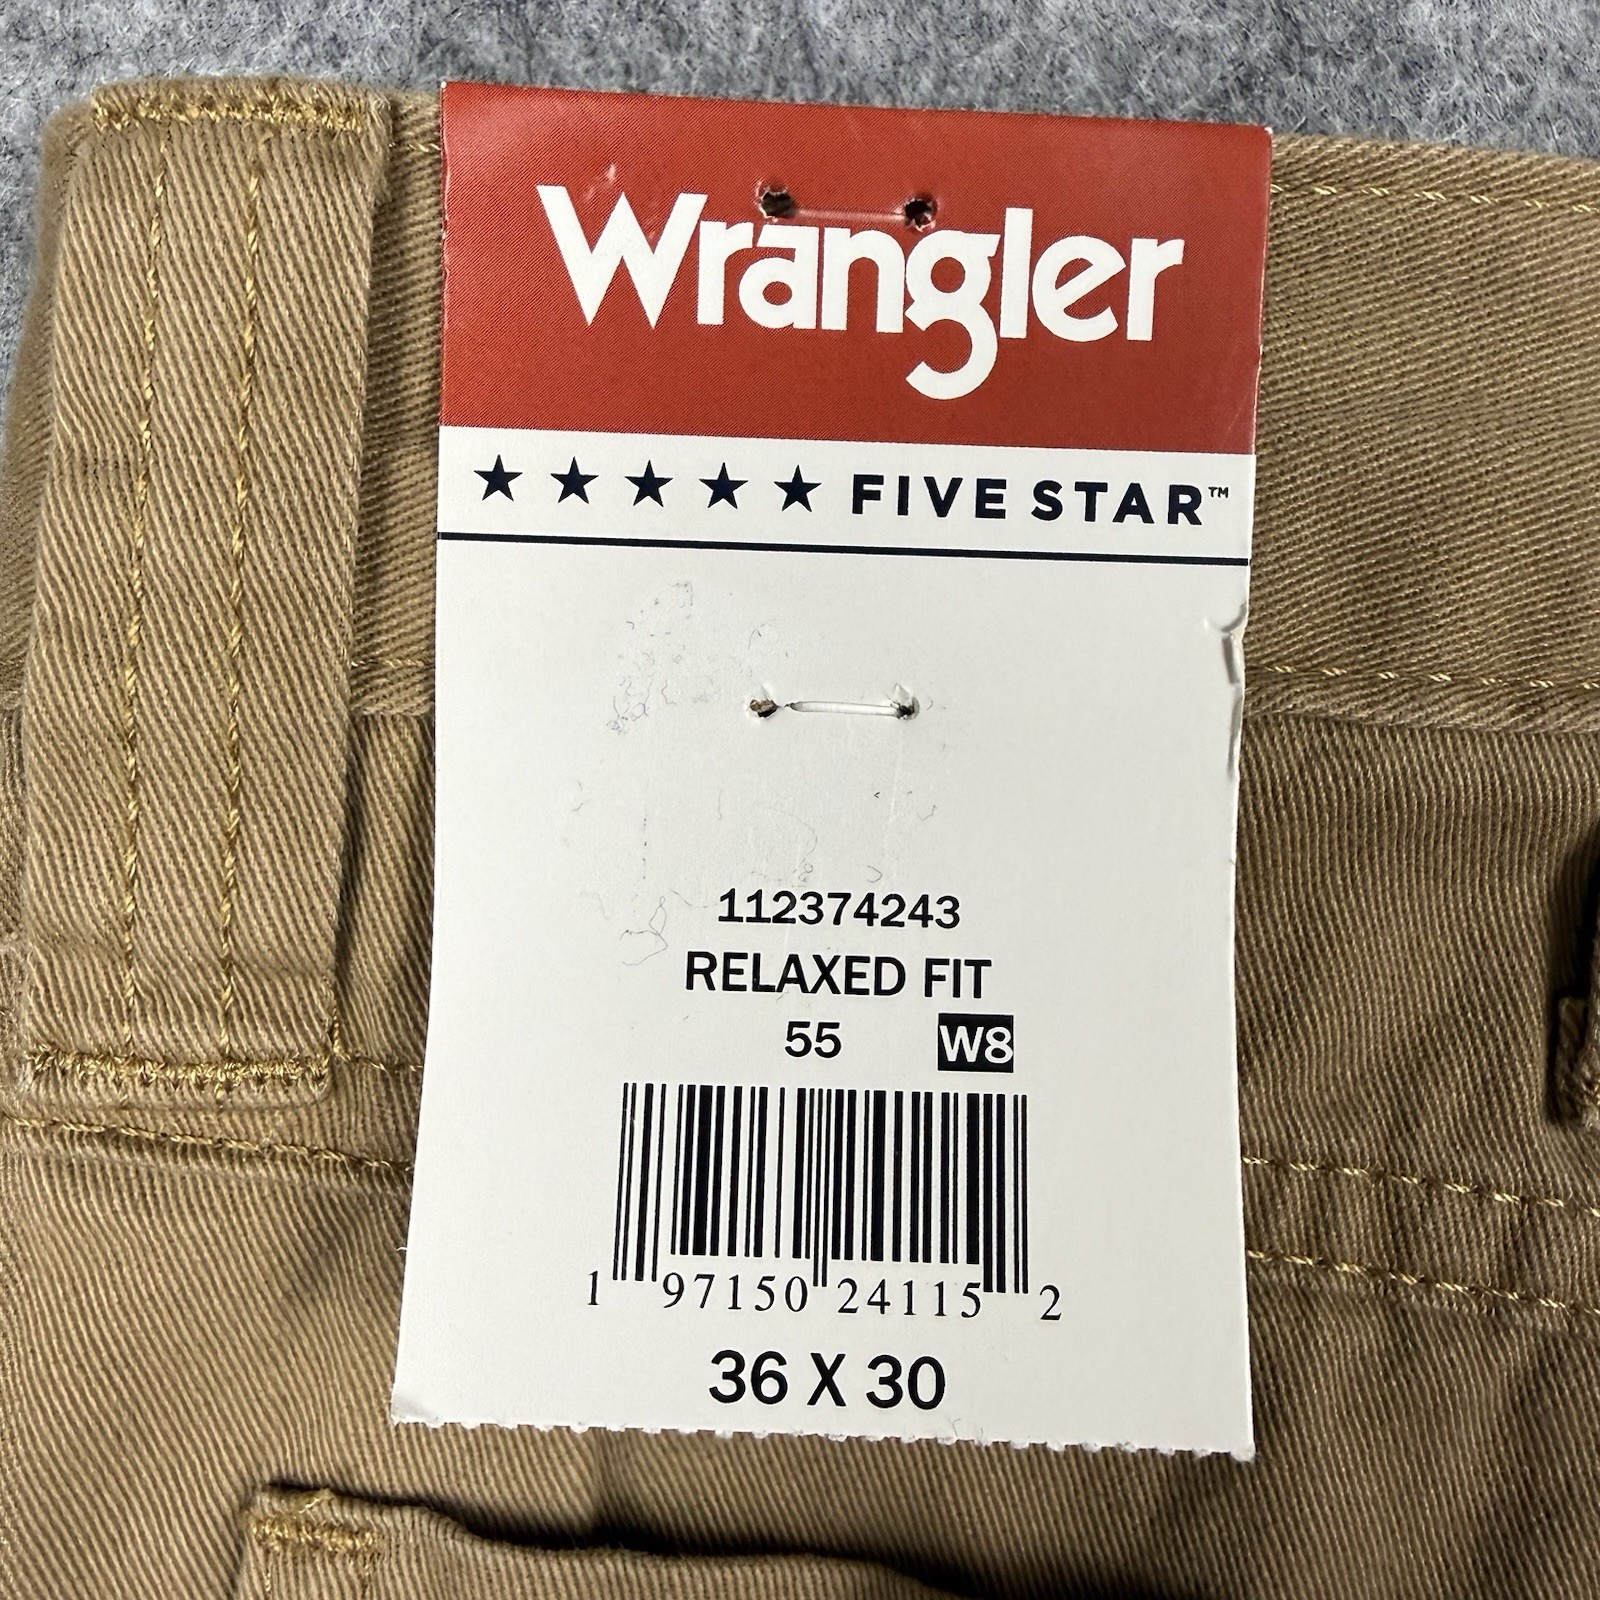 Wrangler
★★★★★ FIVE STAR™
112374243
RELAXED FIT
55 W8
1 97150 24115 2
36 X 30